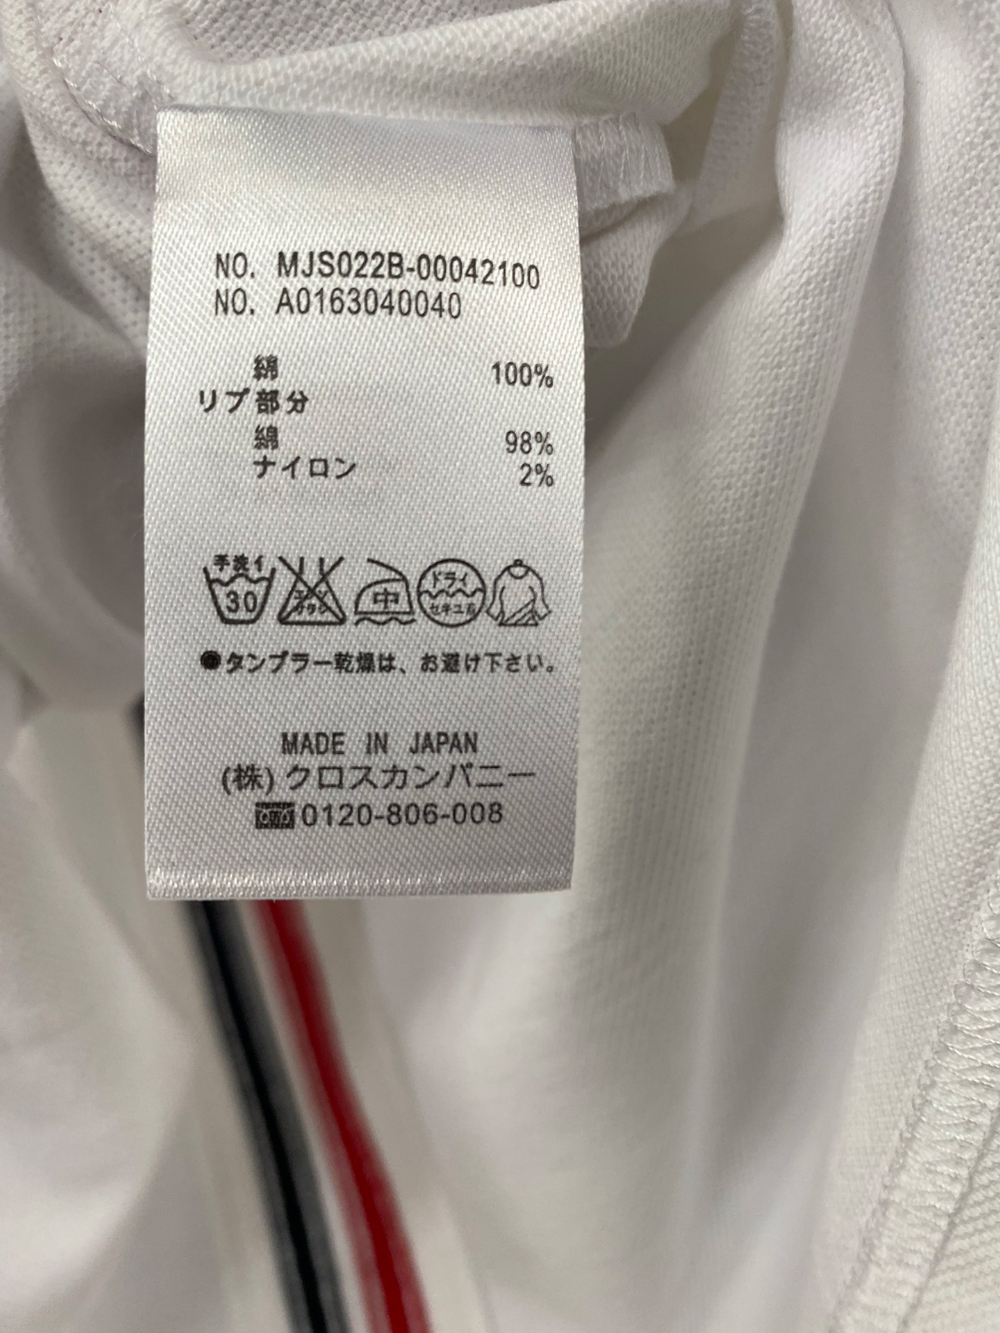 NO. MJS022B-00042100
NO. A0163040040
綿 100%
リブ部分
綿 98%
ナイロン 2%
手洗イ
30
中
ドライ
セキユ系
●タンブラー乾燥は、お避け下さい。
MADE IN JAPAN
(株)クロスカンパニー
0120-806-008